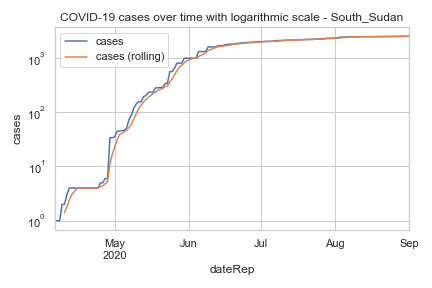 COVID-19 cases over time with logarithmic scale - South_Sudan
cases
cases (rolling)
10³
10²
10¹
10⁰
cases
May
2020
Jun
Jul
Aug
Sep
dateRep